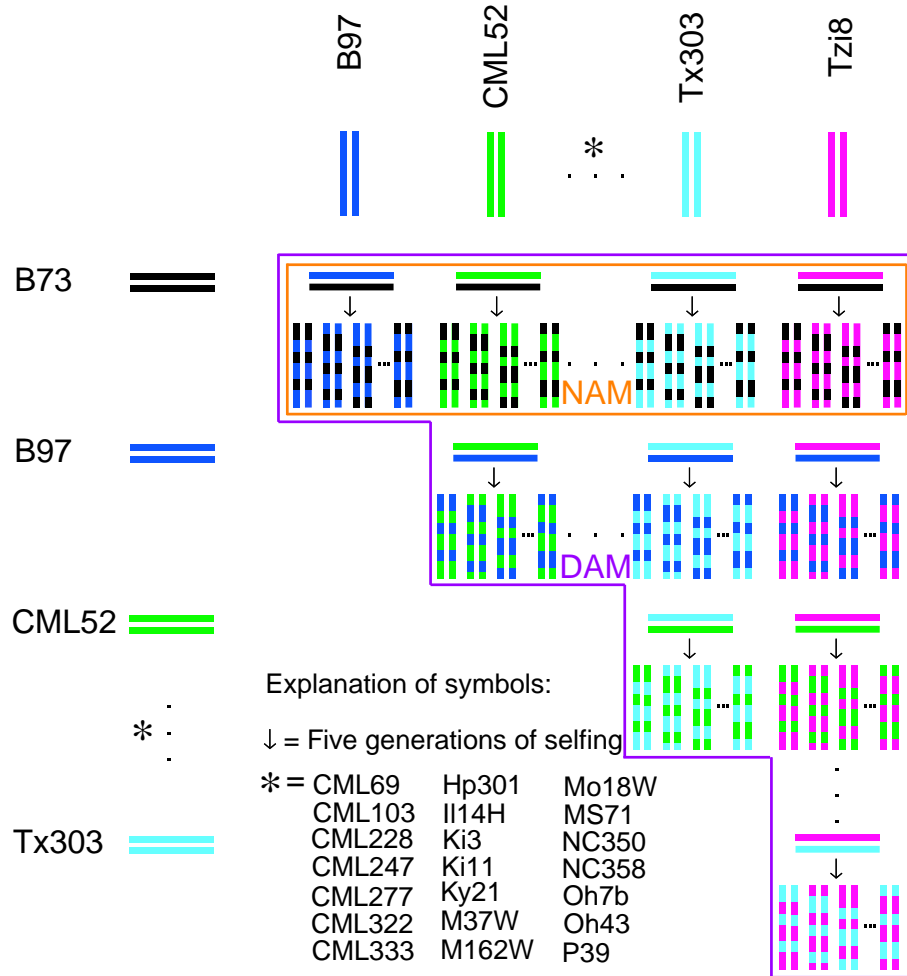 B97
CML52
Tx303
Tzi8
*
. . .
B73
↓ ↓ ↓ ↓
... ... . . . ... ...
NAM
B97
↓ ↓ ↓
... . . . ... ...
DAM
CML52
↓ ↓
... ...
Explanation of symbols:
↓ = Five generations of selfing
* = CML69 Hp301 Mo18W
CML103 Il14H MS71
CML228 Ki3 NC350
CML247 Ki11 NC358
CML277 Ky21 Oh7b
CML322 M37W Oh43
CML333 M162W P39
*
Tx303
↓
...